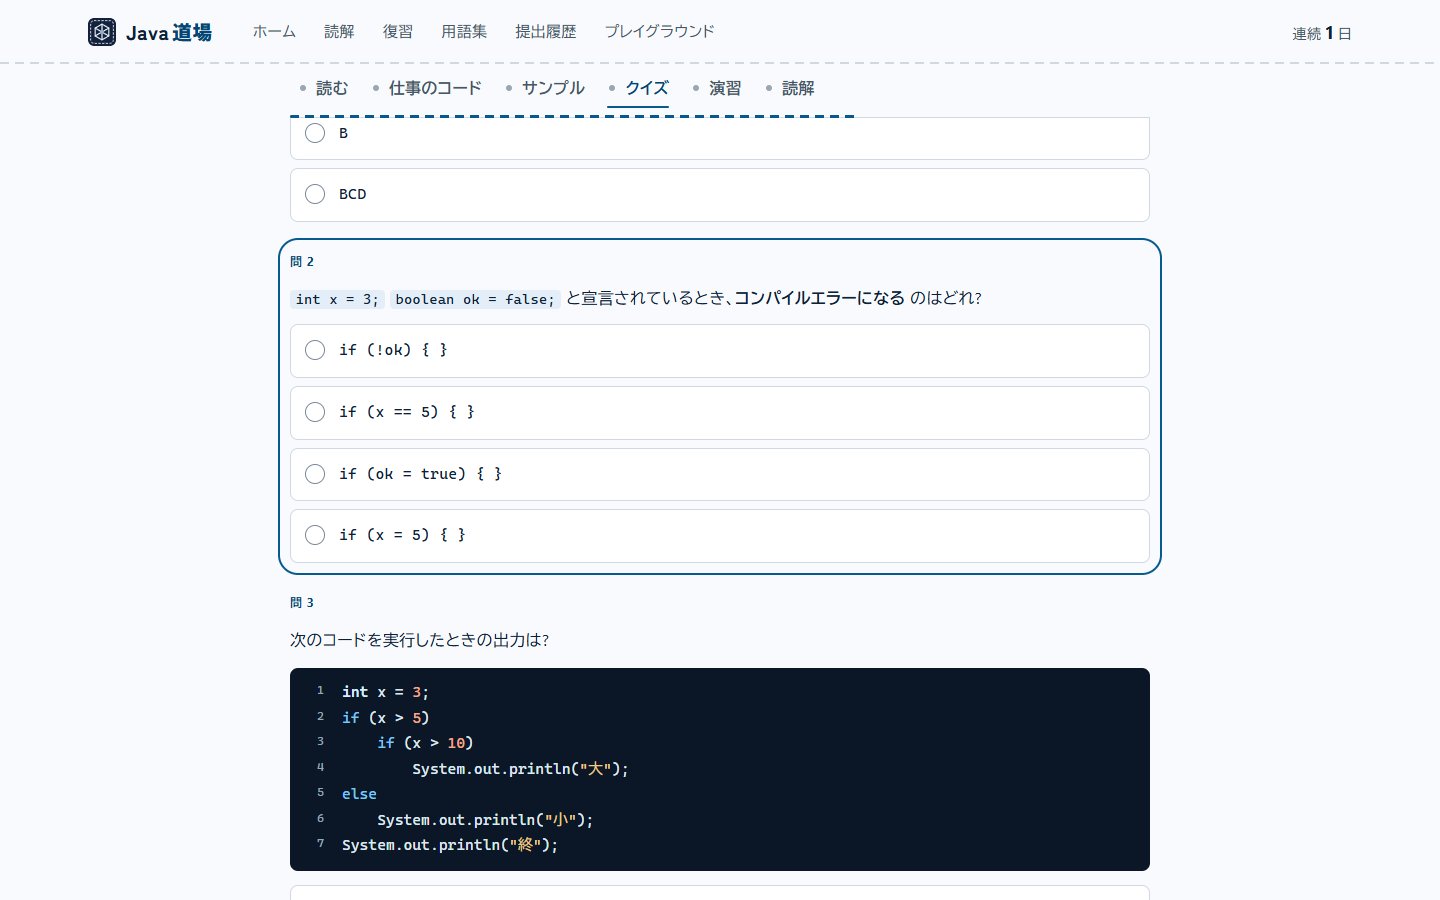 Java 道場 ホーム 読解 復習 用語集 提出履歴 プレイグラウンド 連続 1 日
読む 仕事のコード サンプル クイズ 演習 読解
B
BCD
問 2
int x = 3; boolean ok = false; と宣言されているとき、コンパイルエラーになる のはどれ?
if (!ok) { }
if (x == 5) { }
if (ok = true) { }
if (x = 5) { }
問 3
次のコードを実行したときの出力は?
1 int x = 3;
2 if (x > 5)
3     if (x > 10)
4         System.out.println("大");
5 else
6     System.out.println("小");
7 System.out.println("終");